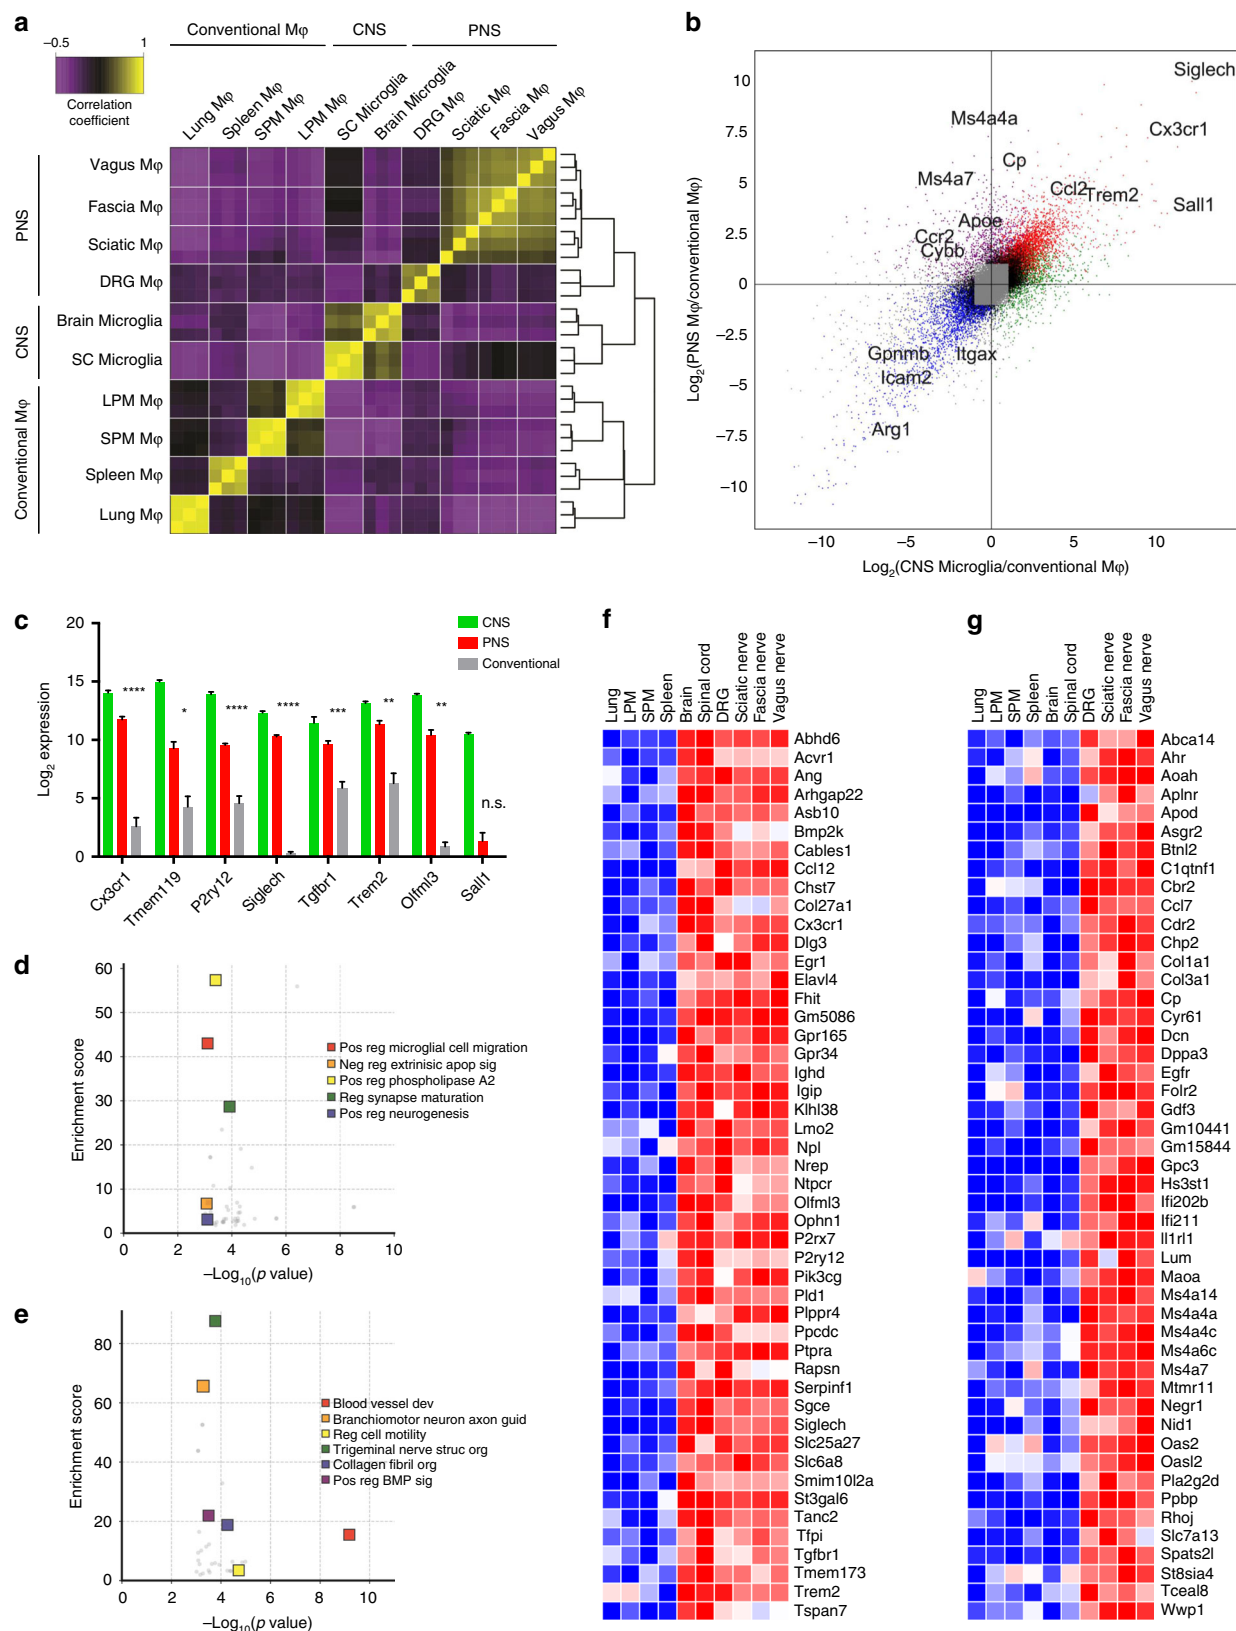 a
Conventional Mφ
CNS
PNS
−0.5
1
Correlation
coefficient
Lung Mφ
Spleen Mφ
SPM Mφ
LPM Mφ
SC Microglia
Brain Microglia
DRG Mφ
Sciatic Mφ
Fascia Mφ
Vagus Mφ
PNS
CNS
Conventional Mφ
Vagus Mφ
Fascia Mφ
Sciatic Mφ
DRG Mφ
Brain Microglia
SC Microglia
LPM Mφ
SPM Mφ
Spleen Mφ
Lung Mφ
b
Log2(PNS Mφ/conventional Mφ)
10
7.5
5
2.5
0
−2.5
−5
−7.5
−10
Siglech
Ms4a4a
Cx3cr1
Cp
Ms4a7
Ccl2
Trem2
Sall1
Apoe
Ccr2
Cybb
Gpnmb
Itgax
Icam2
Arg1
−10
−5
0
5
10
Log2(CNS Microglia/conventional Mφ)
c
Log2 expression
20
15
10
5
0
CNS
PNS
Conventional
****
*
****
****
***
**
**
n.s.
Cx3cr1
Tmem119
P2ry12
Siglech
Tgfbr1
Trem2
Olfml3
Sall1
d
Enrichment score
60
50
40
30
20
10
0
Pos reg microglial cell migration
Neg reg extrinisic apop sig
Pos reg phospholipase A2
Reg synapse maturation
Pos reg neurogenesis
0 2 4 6 8 10
−Log10(p value)
e
Enrichment score
80
60
40
20
0
Blood vessel dev
Branchiomotor neuron axon guid
Reg cell motility
Trigeminal nerve struc org
Collagen fibril org
Pos reg BMP sig
0 2 4 6 8 10
−Log10(p value)
f
Lung
LPM
SPM
Spleen
Brain
Spinal cord
DRG
Sciatic nerve
Fascia nerve
Vagus nerve
Abhd6
Acvr1
Ang
Arhgap22
Asb10
Bmp2k
Cables1
Ccl12
Chst7
Col27a1
Cx3cr1
Dlg3
Egr1
Elavl4
Fhit
Gm5086
Gpr165
Gpr34
Ighd
Igip
Klhl38
Lmo2
Npl
Nrep
Ntpcr
Olfml3
Ophn1
P2rx7
P2ry12
Pik3cg
Pld1
Plppr4
Ppcdc
Ptpra
Rapsn
Serpinf1
Sgce
Siglech
Slc25a27
Slc6a8
Smim10l2a
St3gal6
Tanc2
Tfpi
Tgfbr1
Tmem173
Trem2
Tspan7
g
Lung
LPM
SPM
Spleen
Brain
Spinal cord
DRG
Sciatic nerve
Fascia nerve
Vagus nerve
Abca14
Ahr
Aoah
Aplnr
Apod
Asgr2
Btnl2
C1qtnf1
Cbr2
Ccl7
Cdr2
Chp2
Col1a1
Col3a1
Cp
Cyr61
Dcn
Dppa3
Egfr
Folr2
Gdf3
Gm10441
Gm15844
Gpc3
Hs3st1
Ifi202b
Ifi211
Il1rl1
Lum
Maoa
Ms4a14
Ms4a4a
Ms4a4c
Ms4a6c
Ms4a7
Mtmr11
Negr1
Nid1
Oas2
Oasl2
Pla2g2d
Ppbp
Rhoj
Slc7a13
Spats2l
St8sia4
Tceal8
Wwp1